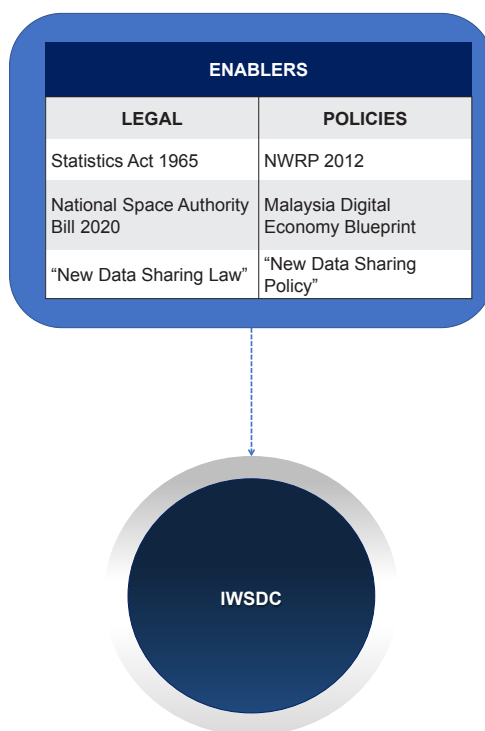 ENABLERS
LEGAL POLICIES
Statistics Act 1965 NWRP 2012
National Space Authority Malaysia Digital
Bill 2020 Economy Blueprint
“New Data Sharing Law” “New Data Sharing
Policy”
IWSDC